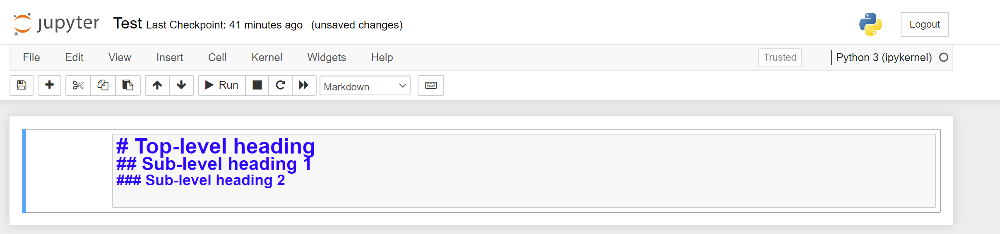 jupyter Test Last Checkpoint: 41 minutes ago (unsaved changes) Logout
File Edit View Insert Cell Kernel Widgets Help Trusted Python 3 (ipykernel)
Run Markdown
# Top-level heading
## Sub-level heading 1
### Sub-level heading 2